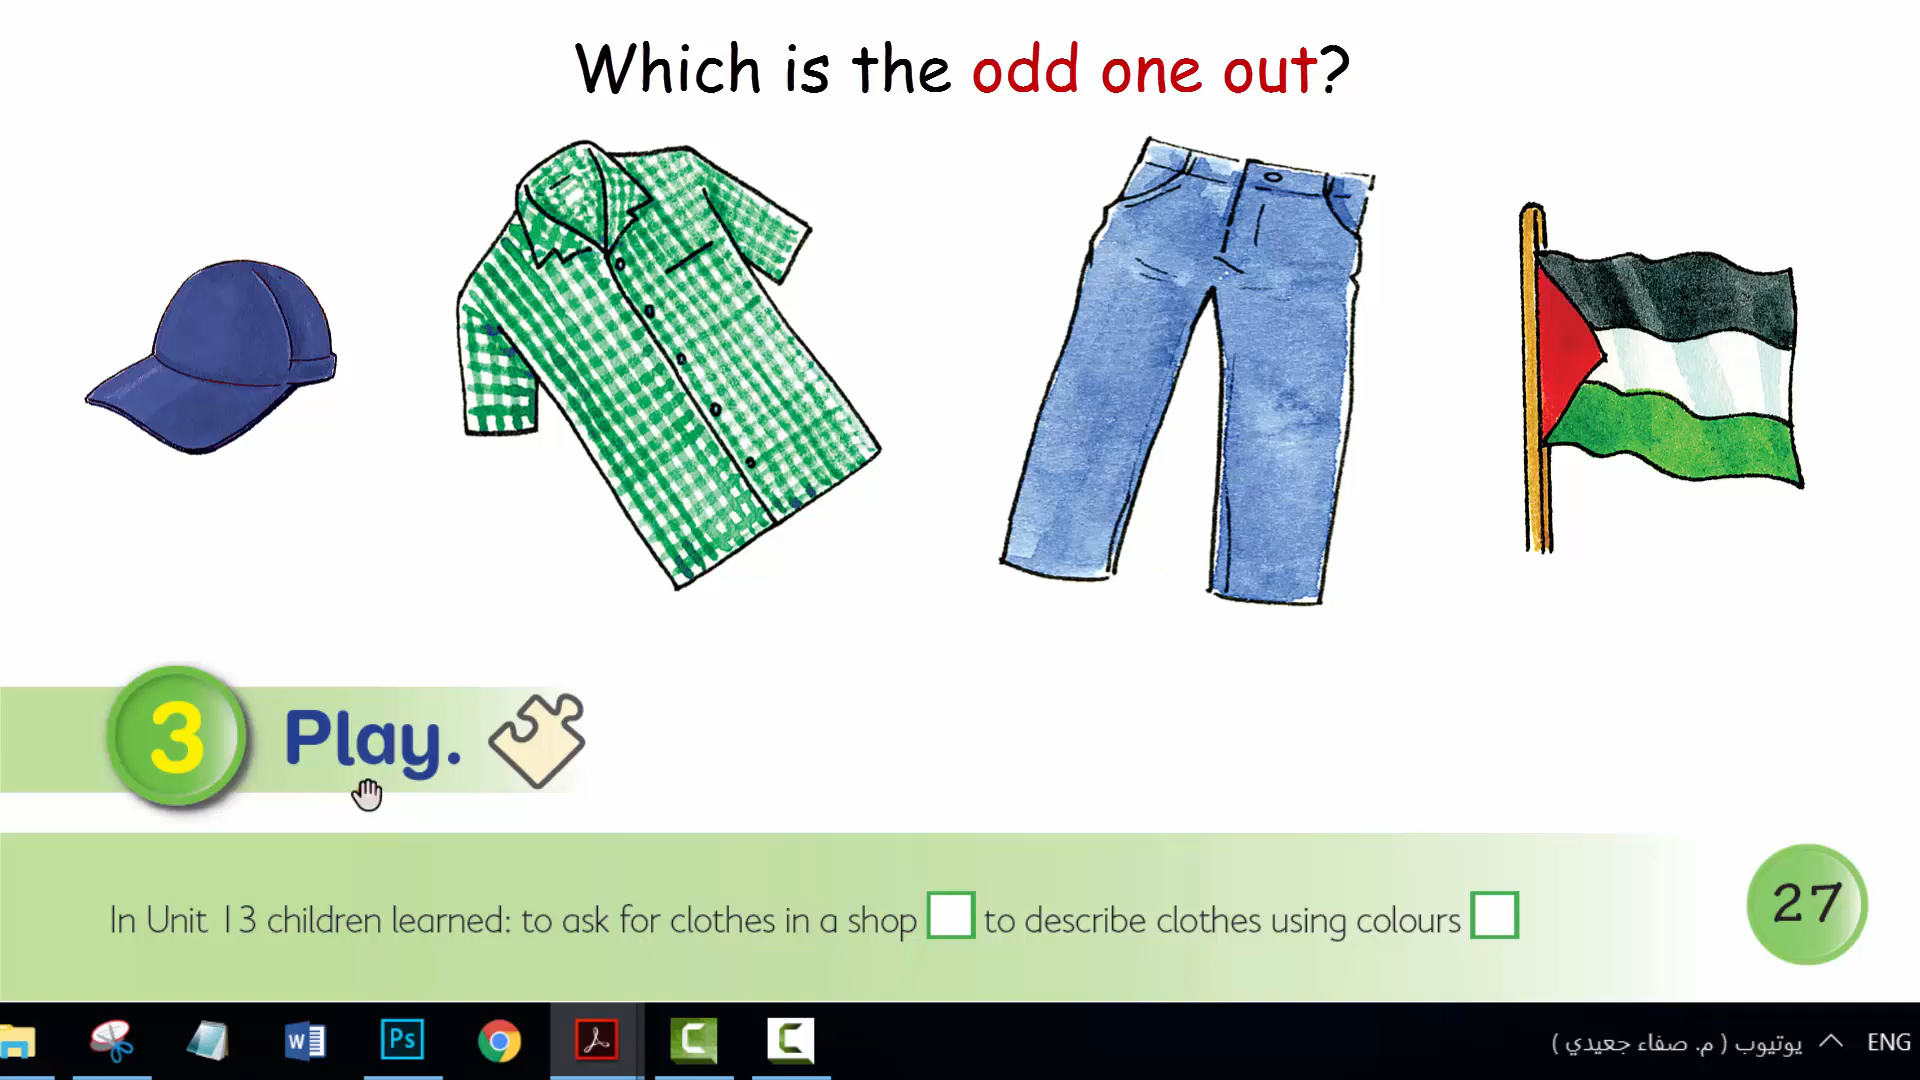 Which is the odd one out?
3 Play.
In Unit 13 children learned: to ask for clothes in a shop to describe clothes using colours
27
W Ps C C
يوتيوب ( م. صفاء جعيدي ) ENG